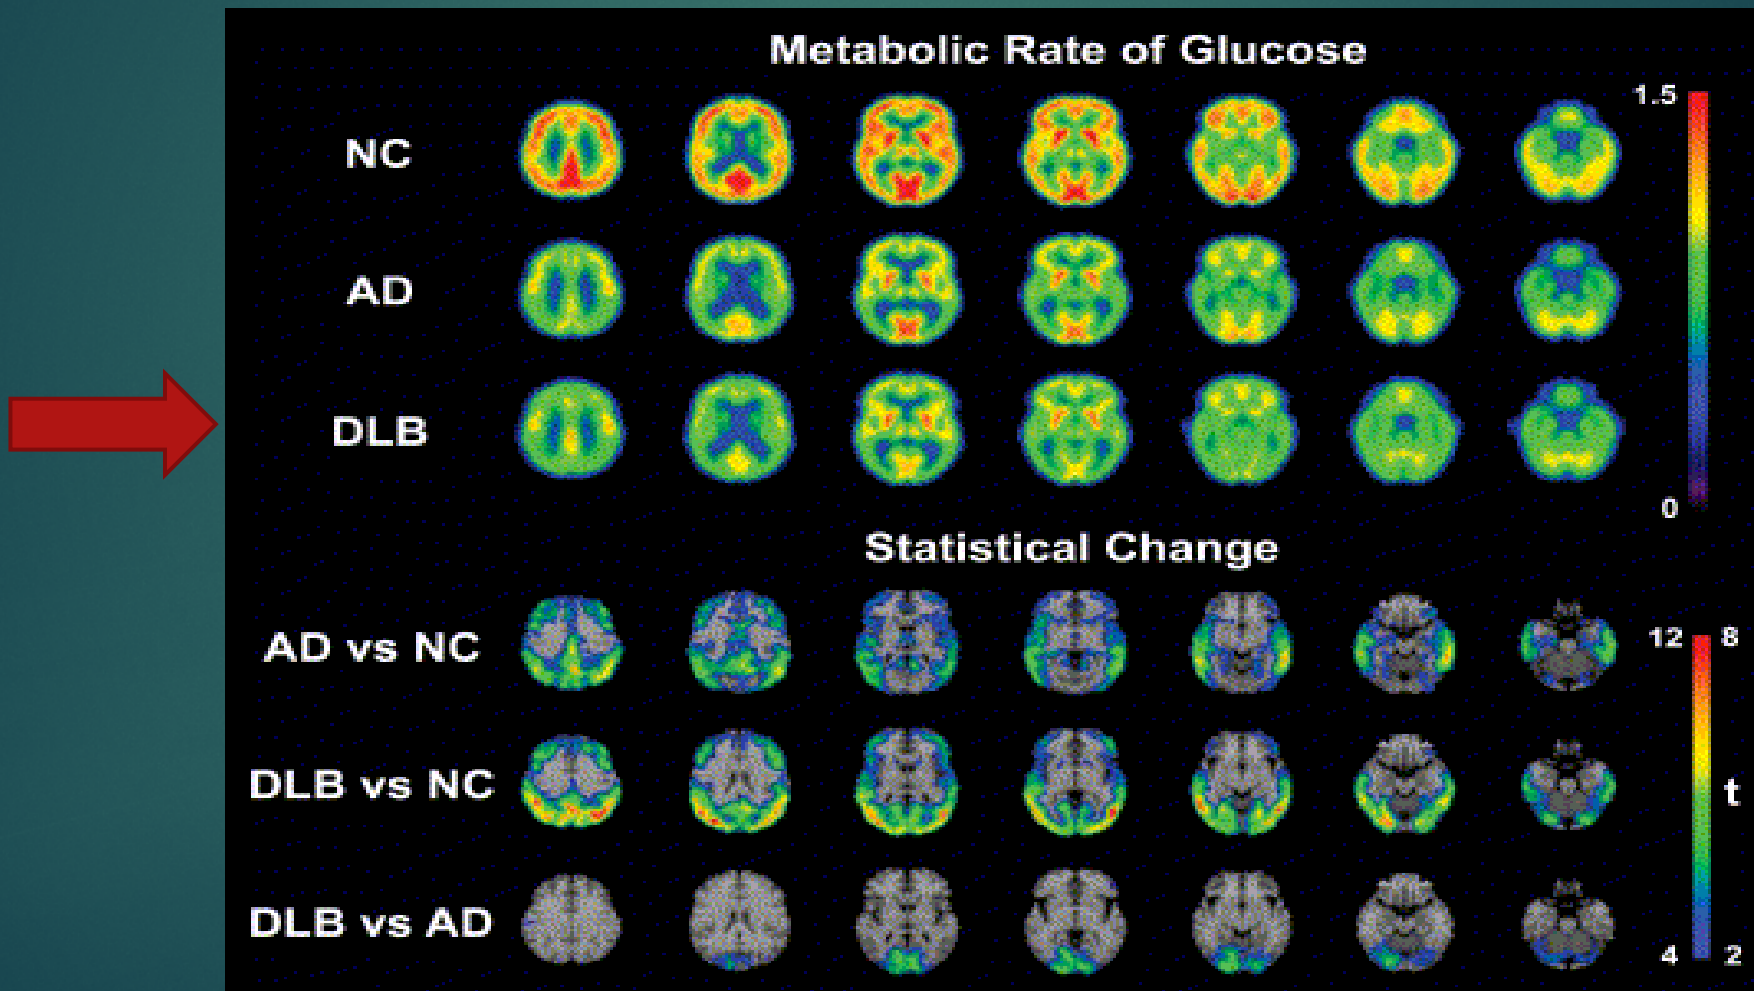 Metabolic Rate of Glucose
1.5
NC
AD
DLB
0
Statistical Change
AD vs NC
12 8
DLB vs NC
t
DLB vs AD
4 2